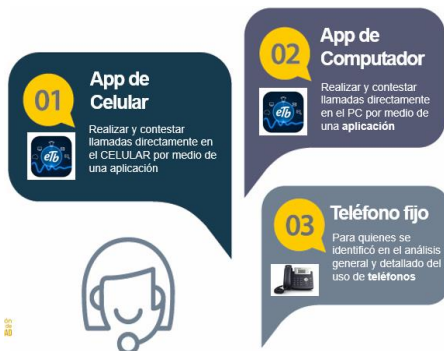 01
App de
Celular
eTb
Realizar y contestar
llamadas directamente en
el CELULAR por medio de
una aplicación
02
App de
Computador
eTb
Realizar y contestar
llamadas directamente
en el PC por medio de
una aplicación
03
Teléfono fijo
Para quienes se
identificó en el análisis
general y detallado del
uso de teléfonos